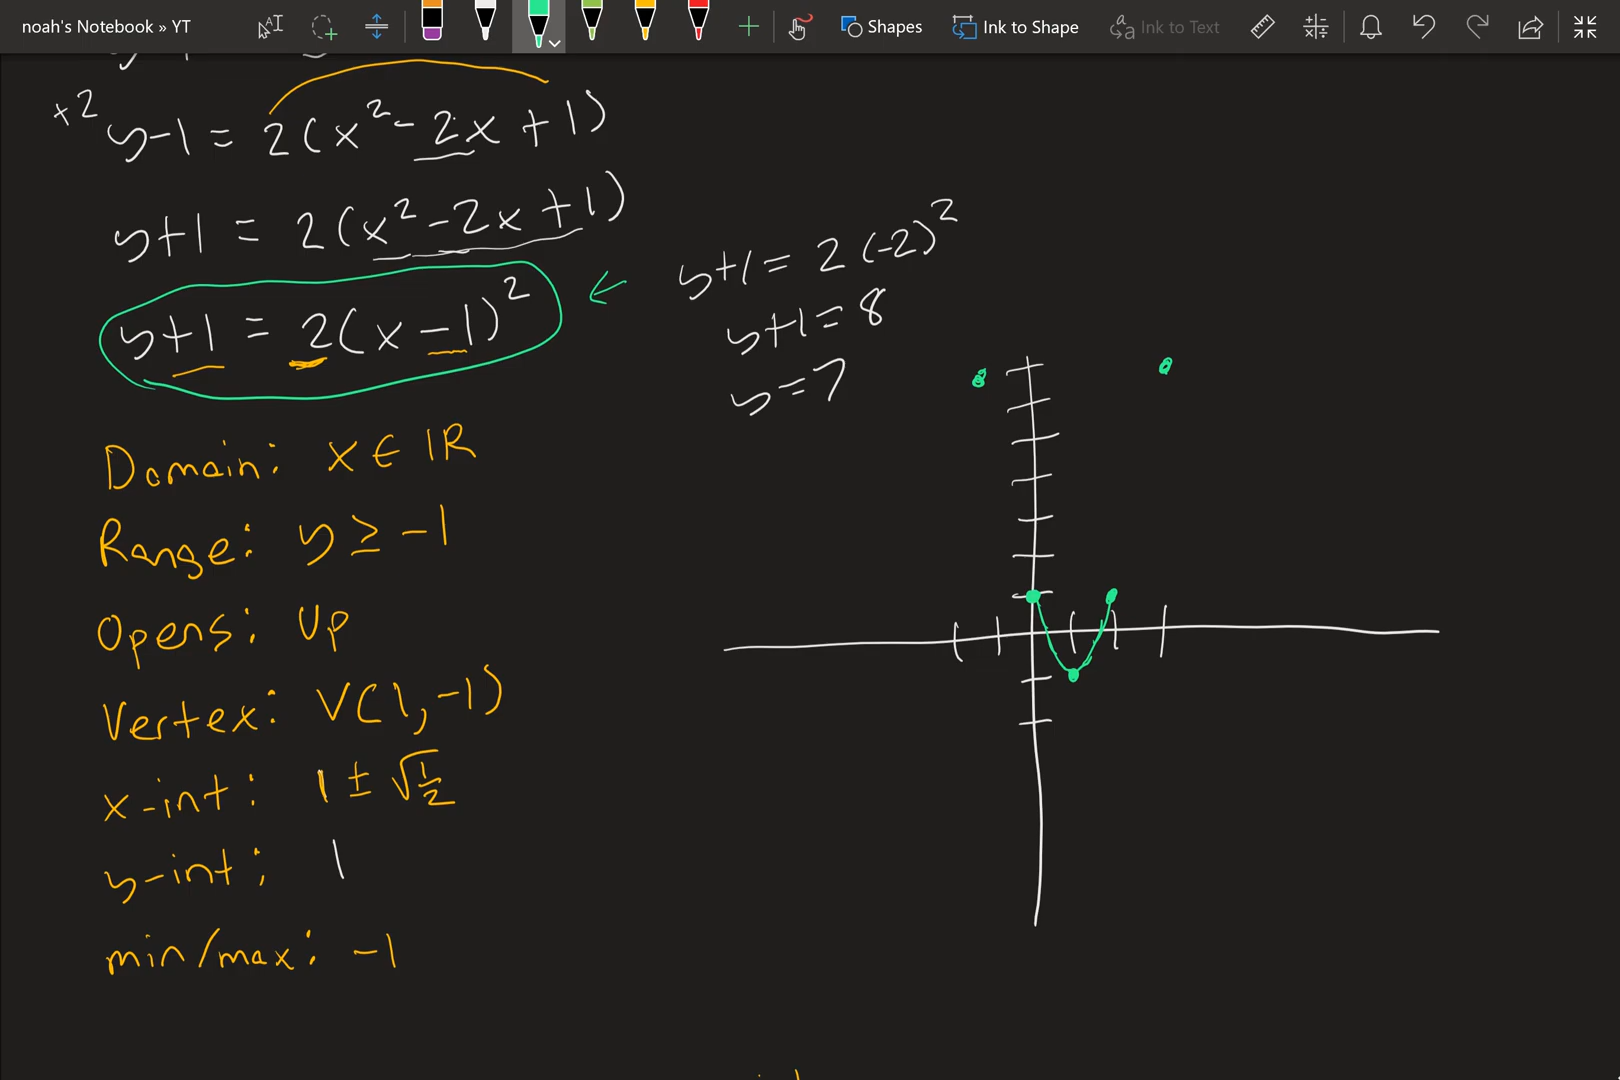 noah's Notebook » YT
Shapes
Ink to Shape
Ink to Text
+2
y-1 = 2(x²-2x+1)
y+1 = 2(x²-2x+1)
y+1 = 2(x-1)²
y+1 = 2(-2)²
y+1=8
y=7
Domain: x∈ℝ
Range: y ≥ -1
Opens: Up
Vertex: V(1,-1)
x-int: 1 ± √1/2
y-int: 1
min/max: -1